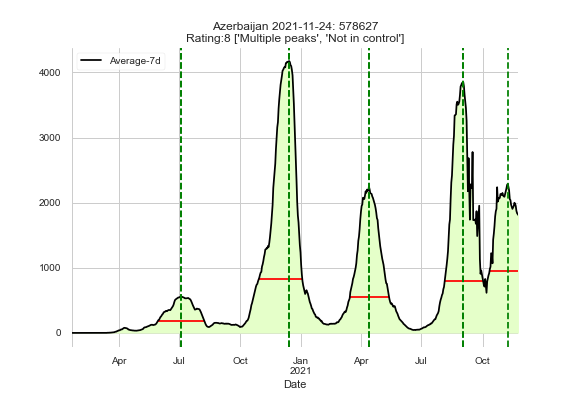 Azerbaijan 2021-11-24: 578627
Rating:8 ['Multiple peaks', 'Not in control']
Average-7d
4000
3000
2000
1000
0
Apr Jul Oct Jan Apr Jul Oct
2021
Date